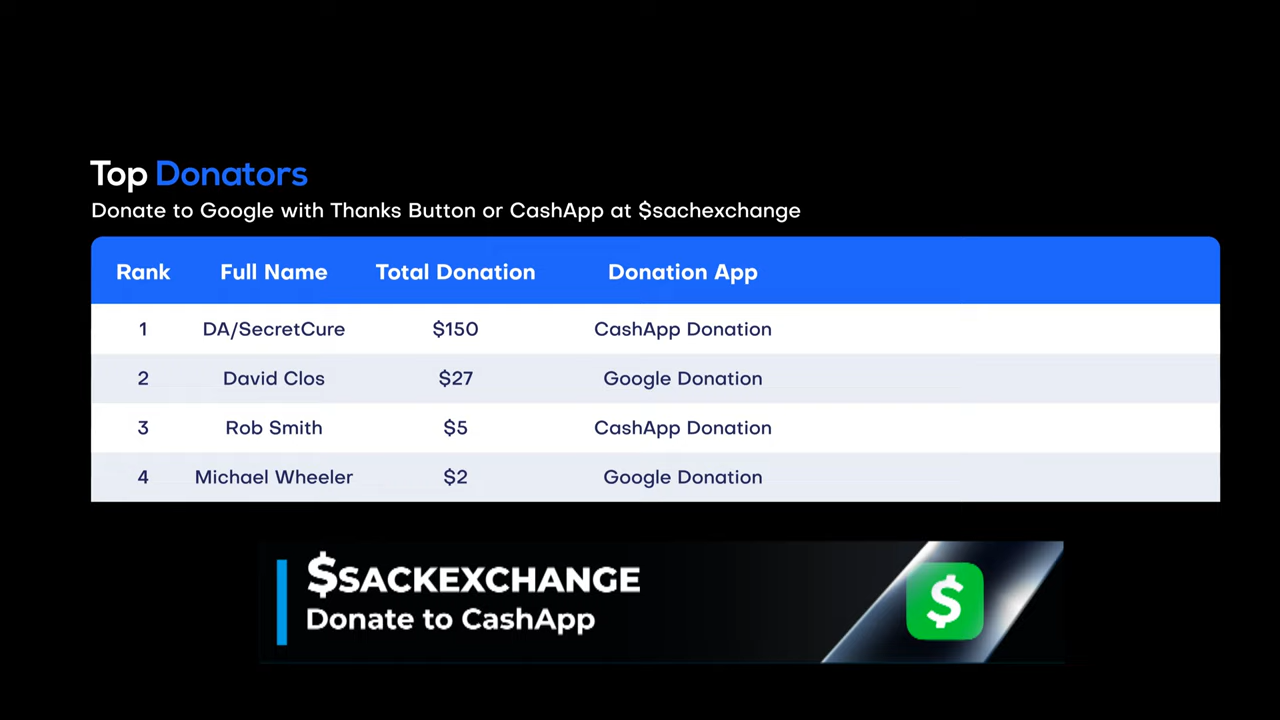 Top Donators
Donate to Google with Thanks Button or CashApp at $sachexchange
Rank Full Name Total Donation Donation App
1 DA/SecretCure $150 CashApp Donation
2 David Clos $27 Google Donation
3 Rob Smith $5 CashApp Donation
4 Michael Wheeler $2 Google Donation
$SACKEXCHANGE
Donate to CashApp
$